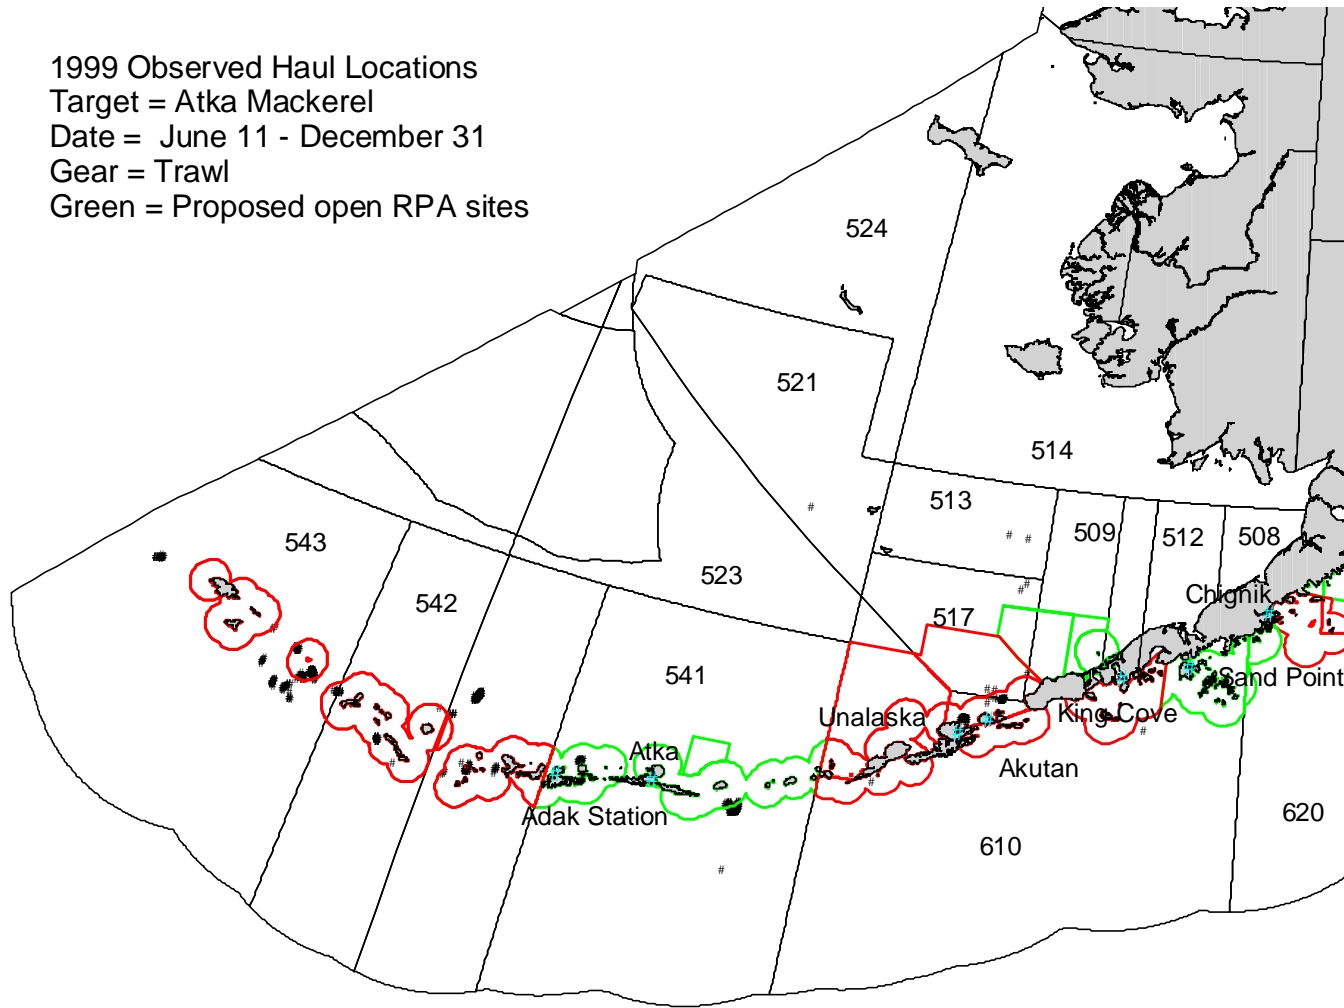 1999 Observed Haul Locations
Target = Atka Mackerel
Date = June 11 - December 31
Gear = Trawl
Green = Proposed open RPA sites
524
521
514
513
509
512
508
543
523
542
Chignik
517
541
Sand Point
Unalaska
King Cove
Atka
Akutan
Adak Station
620
610